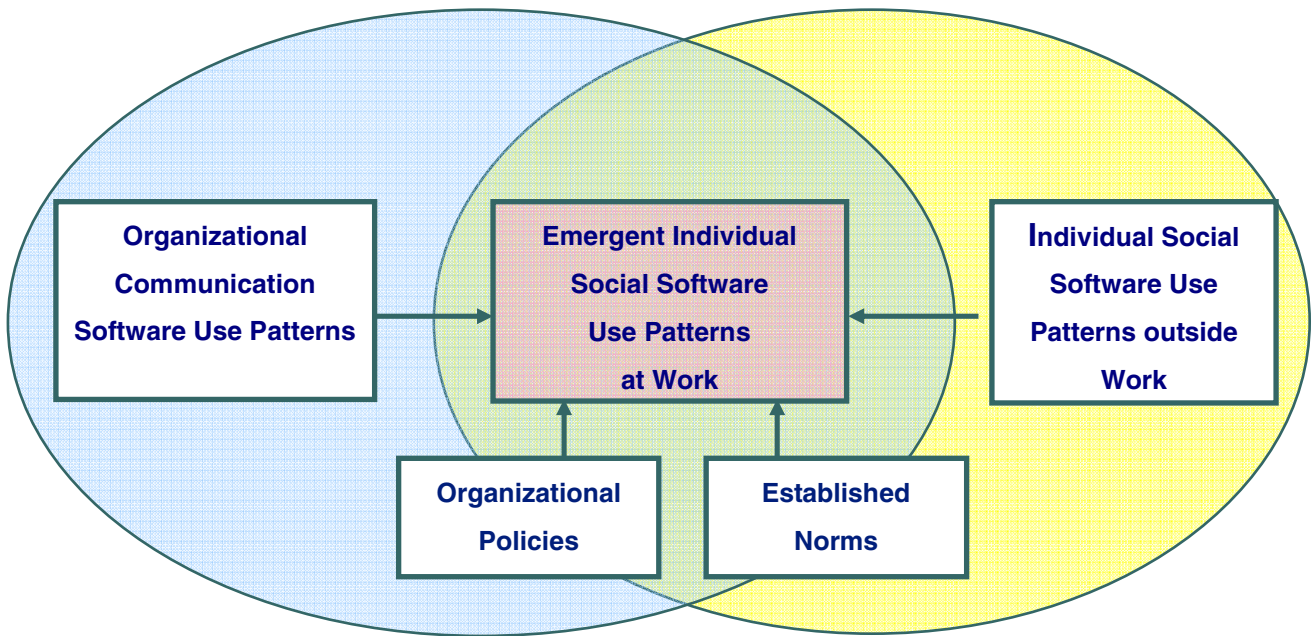 Organizational
Communication
Software Use Patterns
Emergent Individual
Social Software
Use Patterns
at Work
Individual Social
Software Use
Patterns outside
Work
Organizational
Policies
Established
Norms